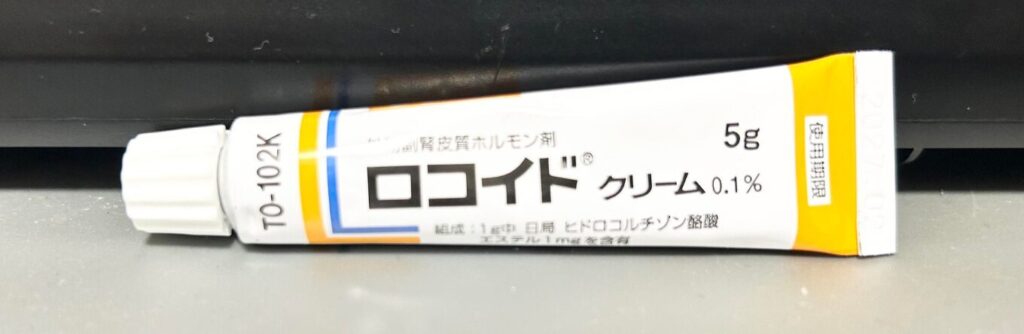 TO-102K
副腎皮質ホルモン剤
ロコイド®
クリーム 0.1%
5g
組成:1g中 日局 ヒドロコルチゾン酪酸
エステル1mgを含有
使用期限